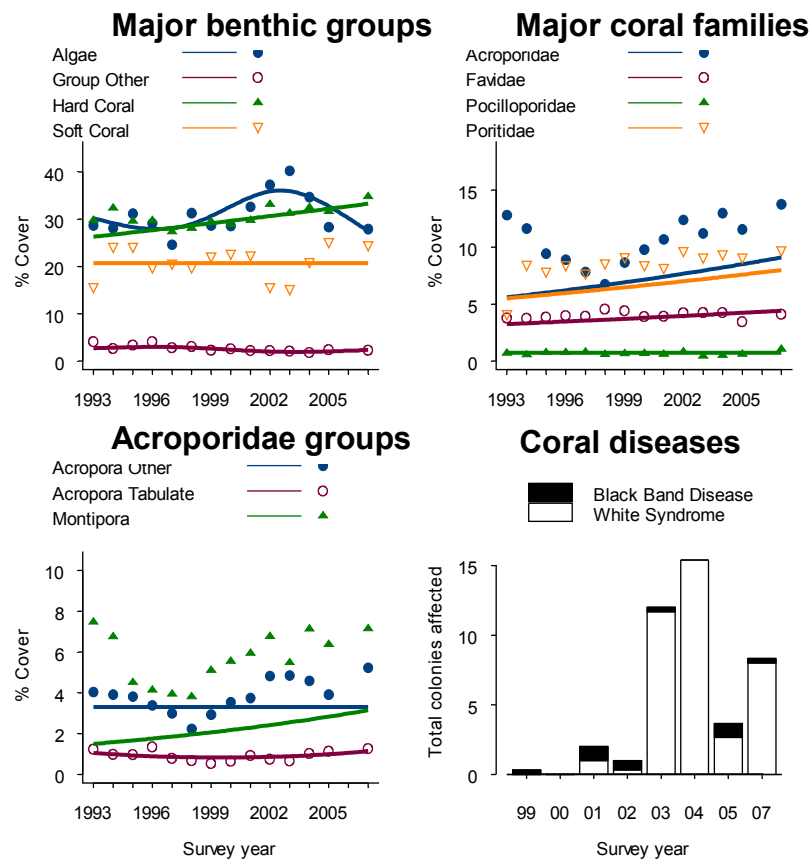 Major benthic groups
Algae
Group Other
Hard Coral
Soft Coral
% Cover
40
30
20
10
0
1993 1996 1999 2002 2005
Major coral families
Acroporidae
Favidae
Pocilloporidae
Poritidae
% Cover
15
10
5
0
1993 1996 1999 2002 2005
Acroporidae groups
Acropora Other
Acropora Tabulate
Montipora
% Cover
10
8
6
4
2
0
1993 1996 1999 2002 2005
Survey year
Coral diseases
Black Band Disease
White Syndrome
Total colonies affected
15
10
5
0
99 00 01 02 03 04 05 07
Survey year